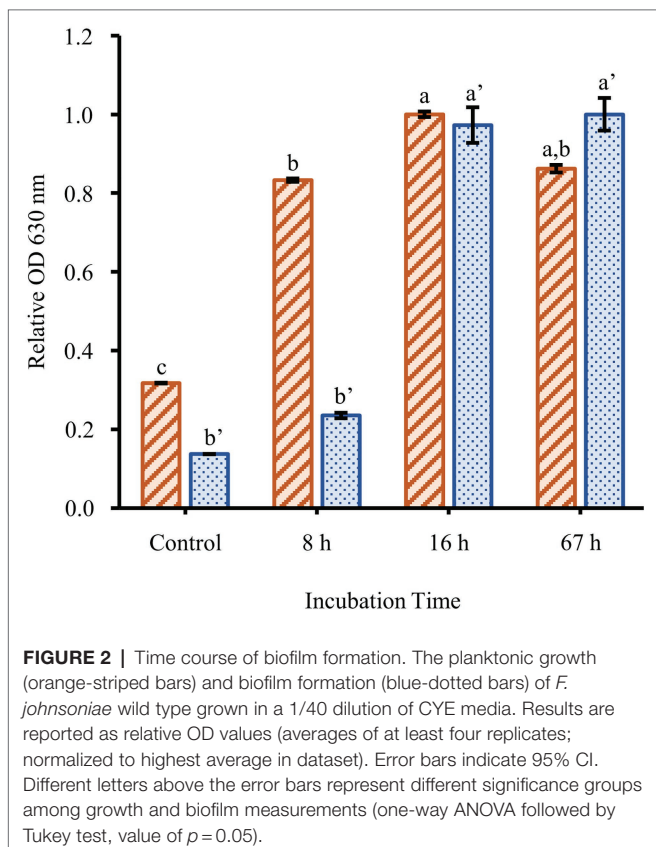 1.2
1.0
0.8
0.6
0.4
0.2
0.0
Relative OD 630 nm
c
b’
b
b’
a
a’
a,b
a’
Control
8 h
16 h
67 h
Incubation Time
FIGURE 2 | Time course of biofilm formation. The planktonic growth
(orange-striped bars) and biofilm formation (blue-dotted bars) of F.
johnsoniae wild type grown in a 1/40 dilution of CYE media. Results are
reported as relative OD values (averages of at least four replicates;
normalized to highest average in dataset). Error bars indicate 95% CI.
Different letters above the error bars represent different significance groups
among growth and biofilm measurements (one-way ANOVA followed by
Tukey test, value of p = 0.05).